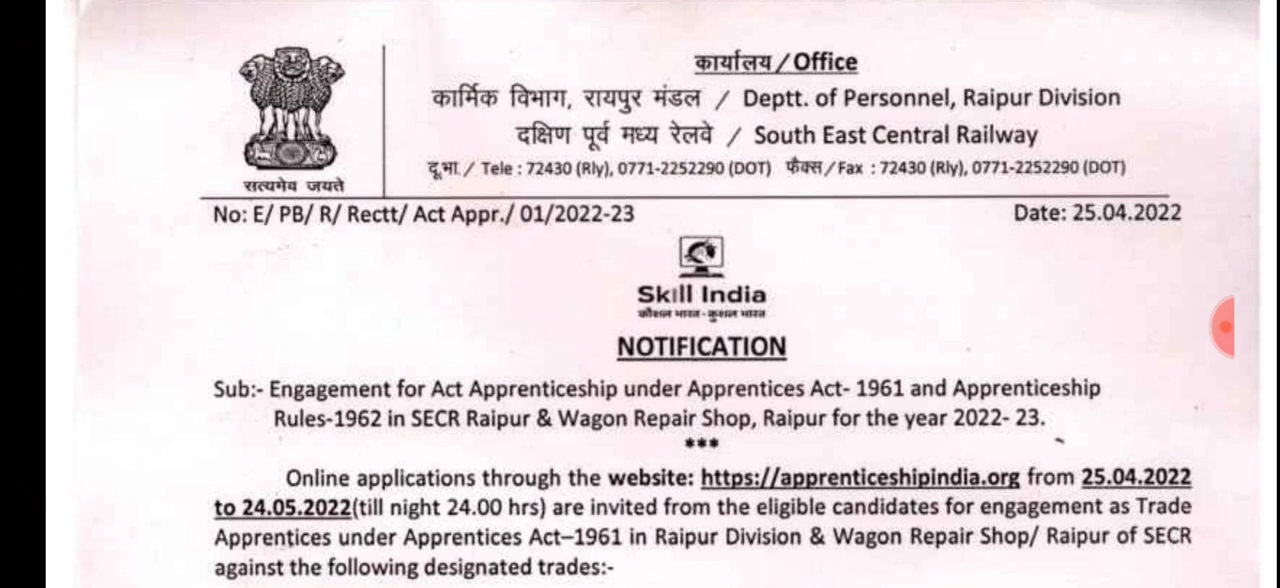 कार्यालय / Office
कार्मिक विभाग, रायपुर मंडल / Deptt. of Personnel, Raipur Division
दक्षिण पूर्व मध्य रेलवे / South East Central Railway
दू.भा. / Tele : 72430 (Rly), 0771-2252290 (DOT) फैक्स / Fax : 72430 (Rly), 0771-2252290 (DOT)
सत्यमेव जयते
No: E/ PB/ R/ Rectt/ Act Appr./ 01/2022-23 Date: 25.04.2022
Skill India
कौशल भारत - कुशल भारत
NOTIFICATION
Sub:- Engagement for Act Apprenticeship under Apprentices Act- 1961 and Apprenticeship
Rules-1962 in SECR Raipur & Wagon Repair Shop, Raipur for the year 2022- 23.
***
Online applications through the website: https://apprenticeshipindia.org from 25.04.2022
to 24.05.2022(till night 24.00 hrs) are invited from the eligible candidates for engagement as Trade
Apprentices under Apprentices Act–1961 in Raipur Division & Wagon Repair Shop/ Raipur of SECR
against the following designated trades:-